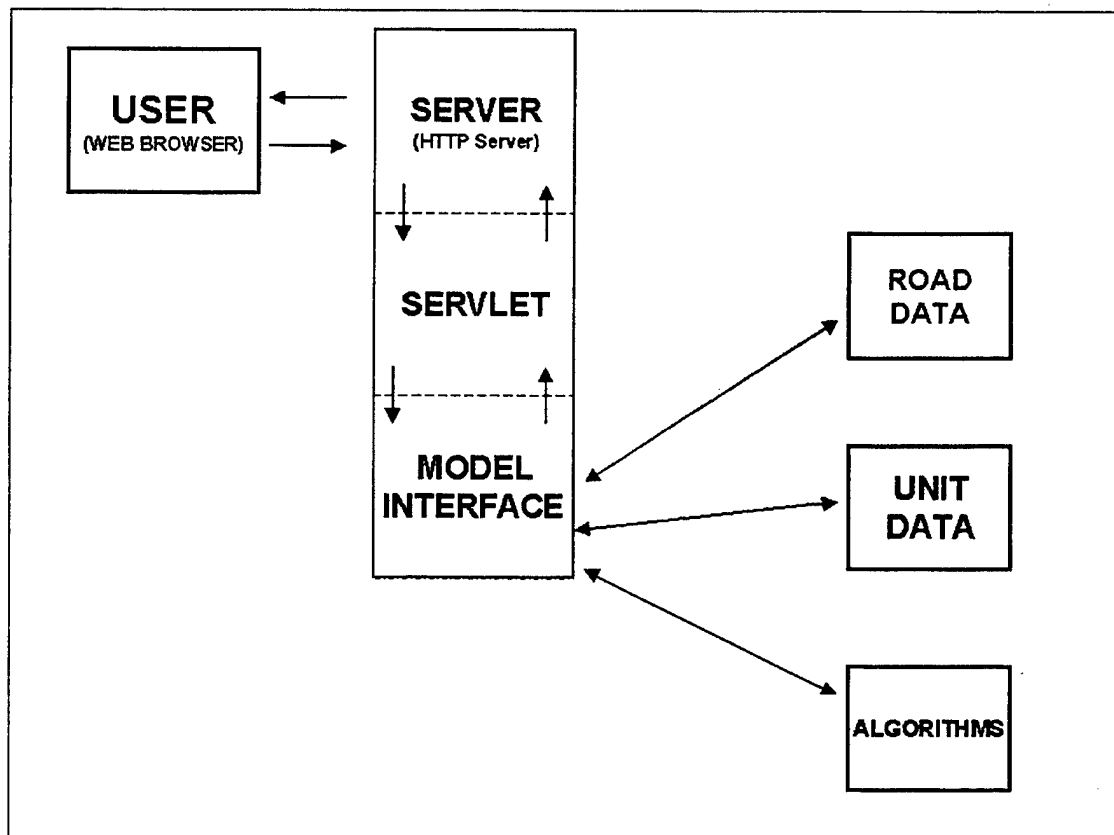 USER
(WEB BROWSER)
SERVER
(HTTP Server)
SERVLET
MODEL
INTERFACE
ROAD
DATA
UNIT
DATA
ALGORITHMS